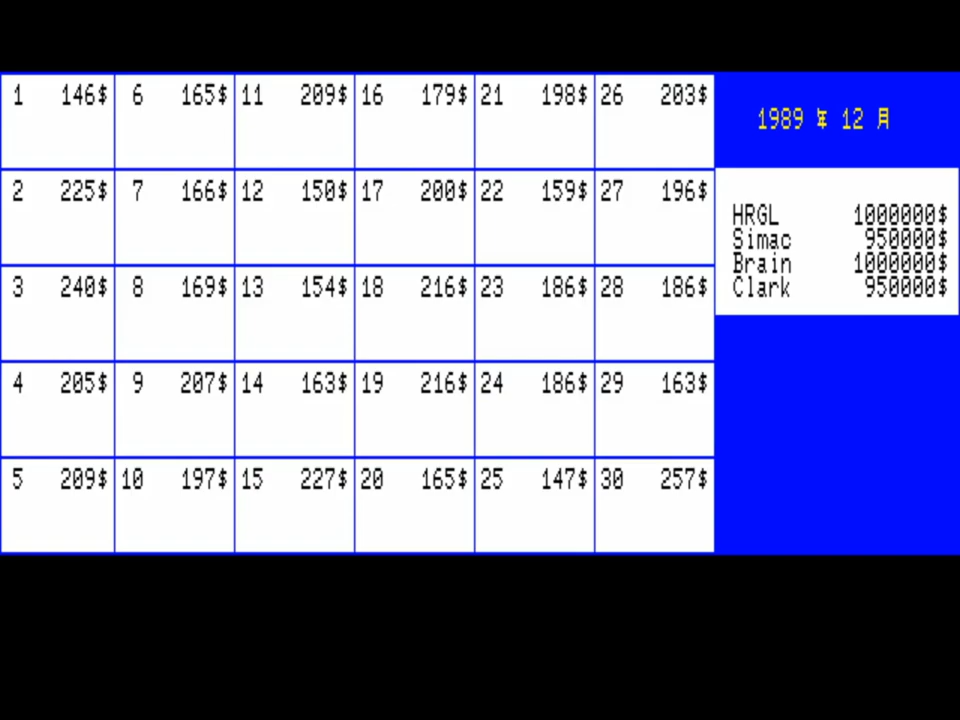 1 146$ 6 165$ 11 209$ 16 179$ 21 198$ 26 203$
1989 年 12 月
2 225$ 7 166$ 12 150$ 17 200$ 22 159$ 27 196$
HRGL 1000000$
Simac 950000$
Brain 1000000$
Clark 950000$
3 240$ 8 169$ 13 154$ 18 216$ 23 186$ 28 186$
4 205$ 9 207$ 14 163$ 19 216$ 24 186$ 29 163$
5 209$ 10 197$ 15 227$ 20 165$ 25 147$ 30 257$